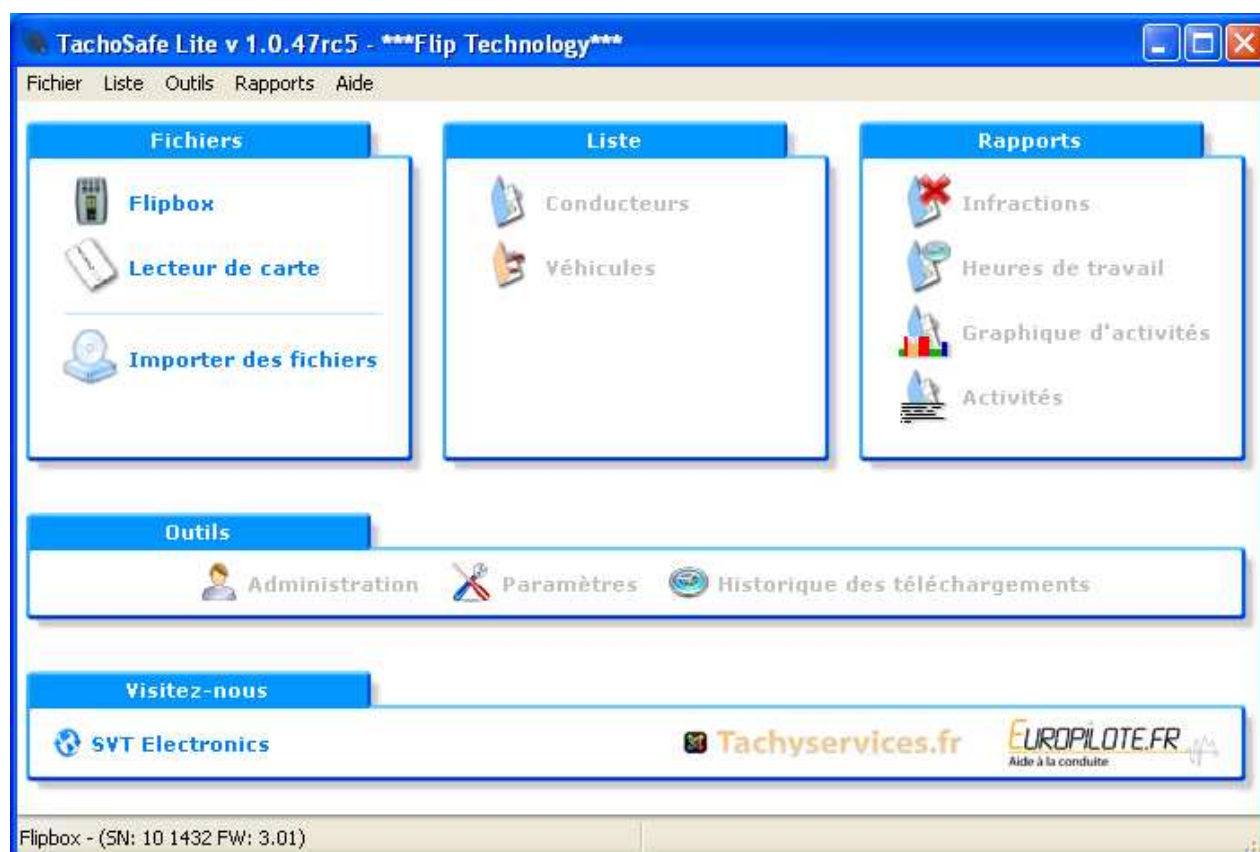 TachoSafe Lite v 1.0.47rc5 - ***Flip Technology***
Fichier Liste Outils Rapports Aide
Fichiers
Flipbox
Lecteur de carte
Importer des fichiers
Liste
Conducteurs
Véhicules
Rapports
Infractions
Heures de travail
Graphique d'activités
Activités
Outils
Administration Paramètres Historique des téléchargements
Visitez-nous
SVT Electronics Tachyservices.fr EUROPILOTE.FR
Aide à la conduite
Flipbox - (SN: 10 1432 FW: 3.01)